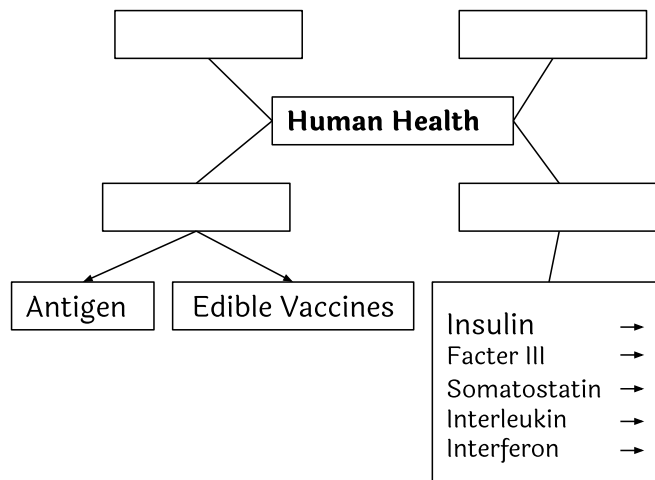 Human Health
Antigen
Edible Vaccines
Insulin
Facter III
Somatostatin
Interleukin
Interferon